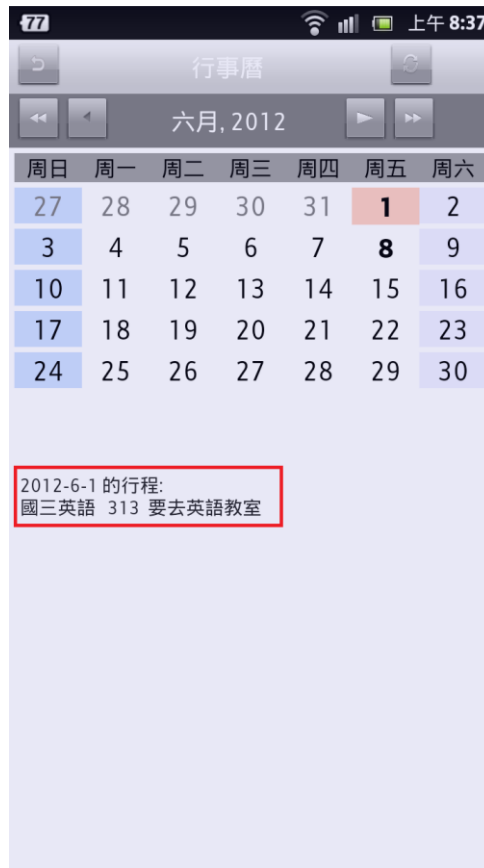 77 上午 8:37
行事曆
六月, 2012
周日 周一 周二 周三 周四 周五 周六
27 28 29 30 31 1 2
3 4 5 6 7 8 9
10 11 12 13 14 15 16
17 18 19 20 21 22 23
24 25 26 27 28 29 30
2012-6-1 的行程:
國三英語 313 要去英語教室